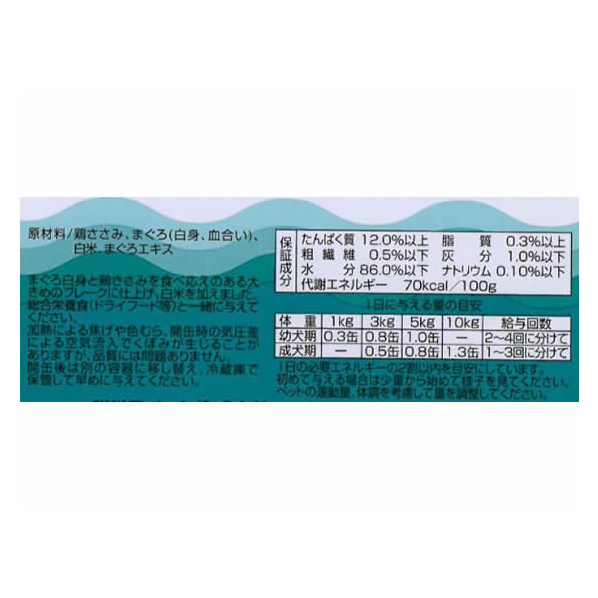 原材料/鶏ささみ、まぐろ(白身、血合い)、
白米、まぐろエキス
まぐろ白身と鶏ささみを食べ応えのある大
きめのフレークに仕上げ、白米を加えました。
総合栄養食(ドライフード等)と一緒に与えて
ください。
加熱による焦げや色むら、開缶時の気圧差
による空気流入でくぼみが生じることが
ありますが、品質には問題ありません。
開缶後は別の容器に移し替え、冷蔵庫で
保管して早めに与えてください。
保証成分
たんぱく質 12.0%以上 脂質 0.3%以上
粗繊維 0.5%以下 灰分 1.0%以下
水分 86.0%以下 ナトリウム 0.10%以下
代謝エネルギー 70kcal/100g
1日に与える量の目安
体重 1kg 3kg 5kg 10kg 給与回数
幼犬期 0.3缶 0.8缶 1.0缶 — 2~4回に分けて
成犬期 — 0.5缶 0.8缶 1.3缶 1~3回に分けて
1日の必要エネルギーの2割以内を目安にしています。
初めて与える場合は少量から始めて様子を見てください。
ペットの運動量、体調を考慮して量を調整してください。